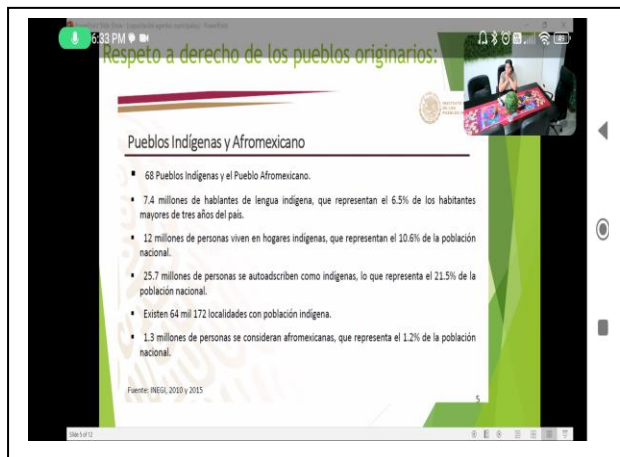 6:33 PM
Respeto a derecho de los pueblos originarios:
Pueblos Indígenas y Afromexicano
68 Pueblos Indígenas y el Pueblo Afromexicano.
7.4 millones de hablantes de lengua indígena, que representan el 6.5% de los habitantes
mayores de tres años del país.
12 millones de personas viven en hogares indígenas, que representan el 10.6% de la población
nacional.
25.7 millones de personas se autoadscriben como indígenas, lo que representa el 21.5% de la
población nacional.
Existen 64 mil 172 localidades con población indígena.
1.3 millones de personas se consideran afromexicanas, que representa el 1.2% de la población
nacional.
Fuente: INEGI, 2010 y 2015
5
Slide 5 of 12